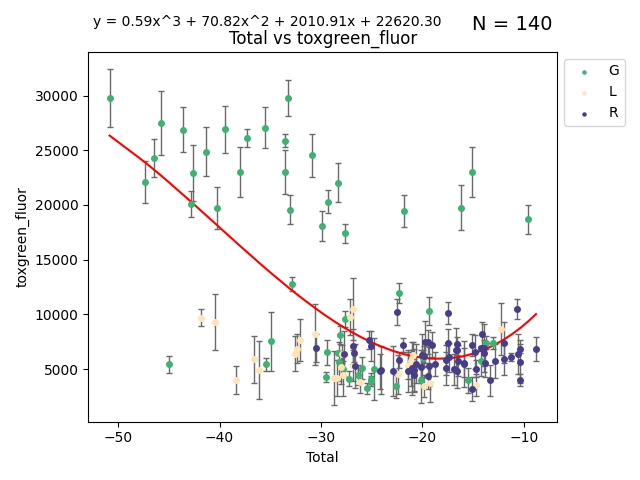 y = 0.59x^3 + 70.82x^2 + 2010.91x + 22620.30
N = 140
Total vs toxgreen_fluor
30000
25000
20000
15000
10000
5000
toxgreen_fluor
−50
−40
−30
−20
−10
Total
G
L
R